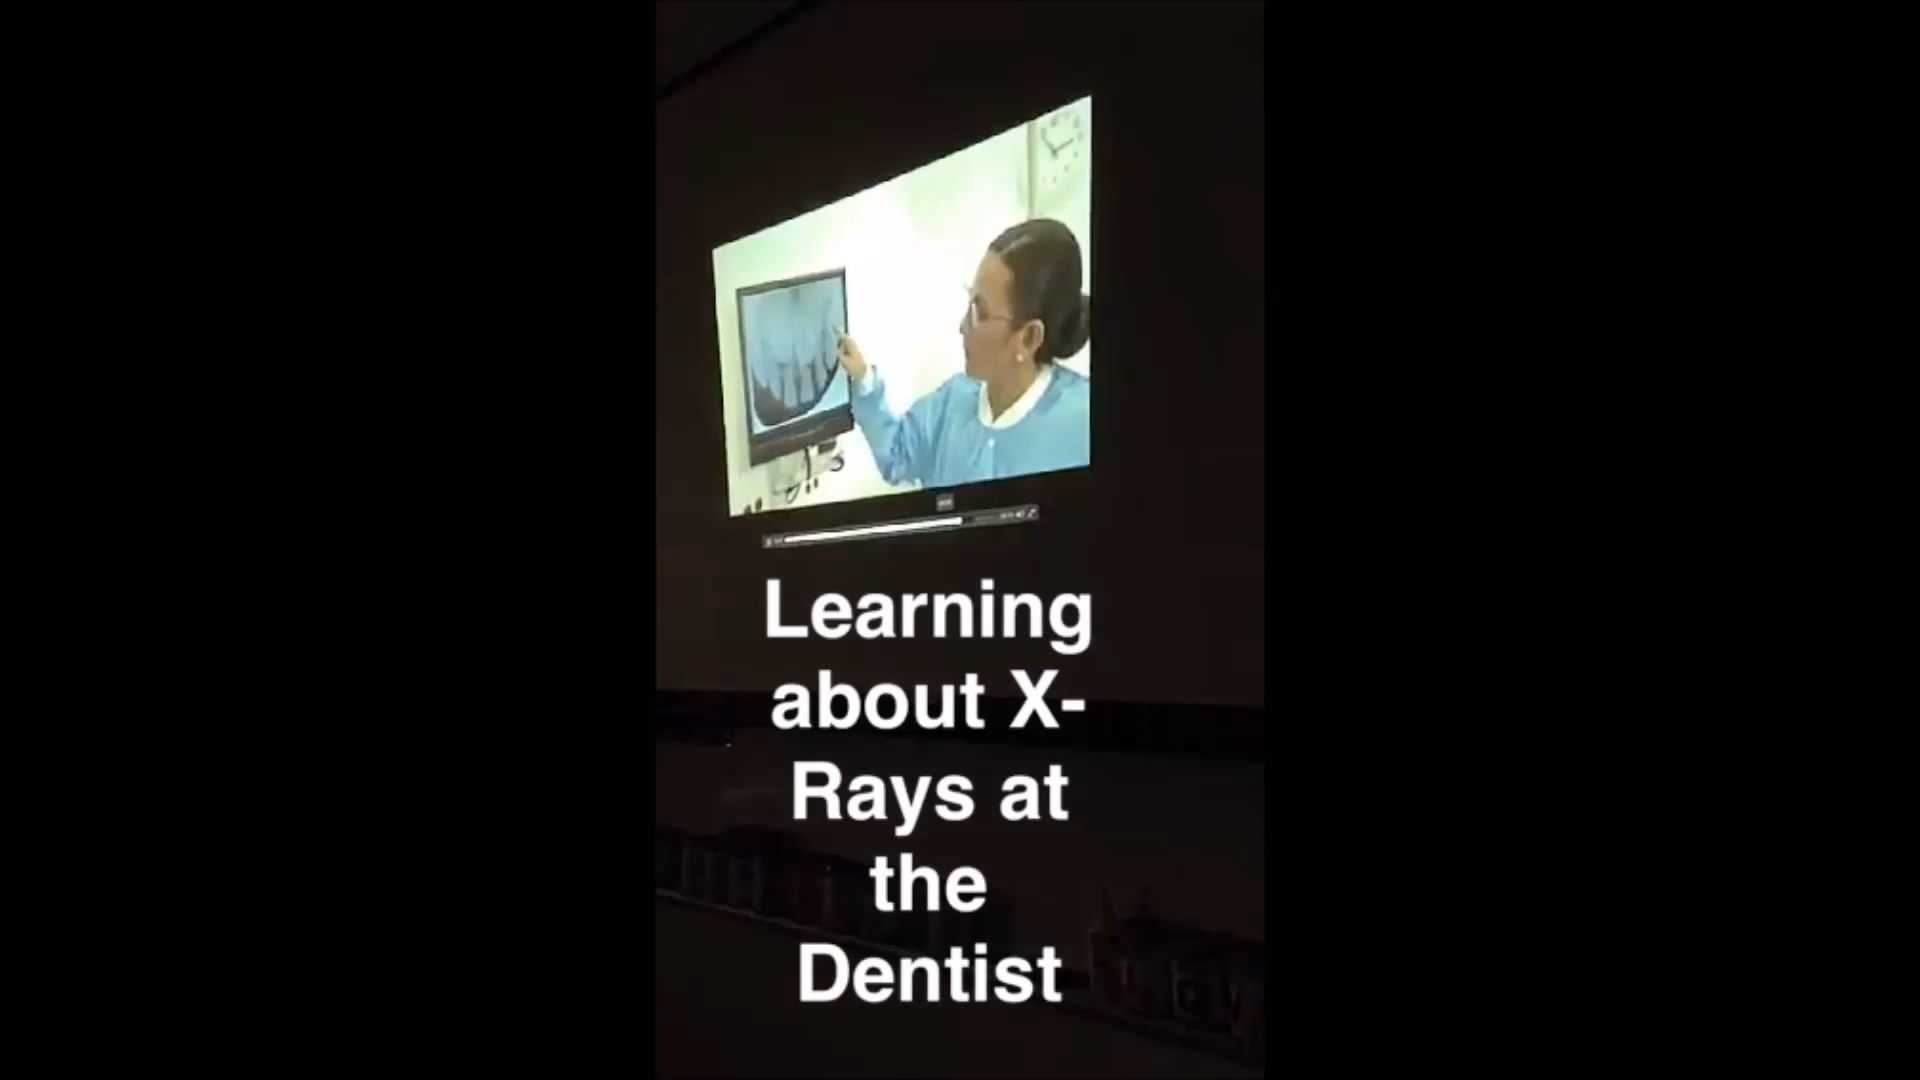 Learning
about X-
Rays at
the
Dentist